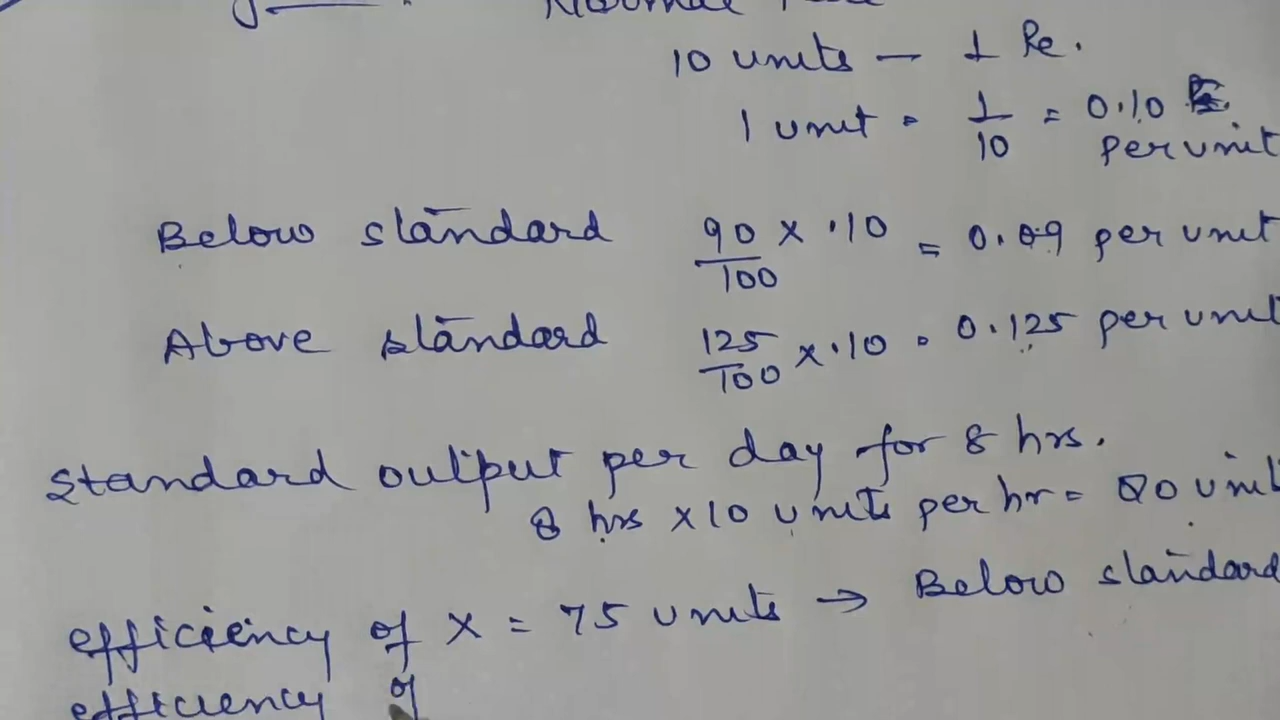 10 units — 1 Re.
1 unit = 1/10 = 0.10 per unit
Below standard 90/100 x .10 = 0.09 per unit
Above standard 125/100 x .10 = 0.125 per unit
Standard output per day for 8 hrs.
8 hrs x 10 units per hr = 80 unit
efficiency of x = 75 units → Below standard
efficiency of